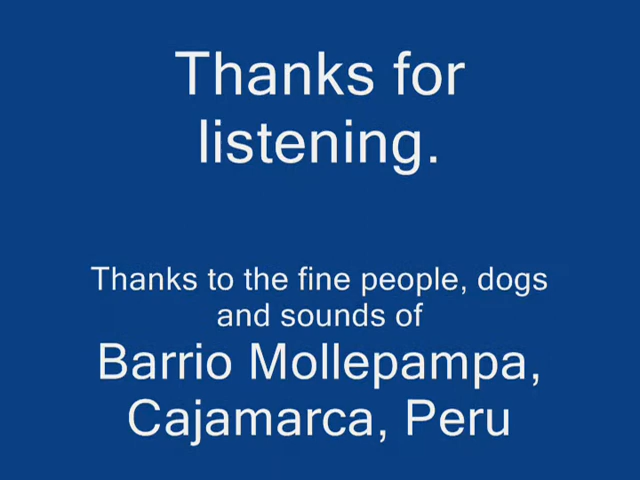 Thanks for
listening.
Thanks to the fine people, dogs
and sounds of
Barrio Mollepampa,
Cajamarca, Peru